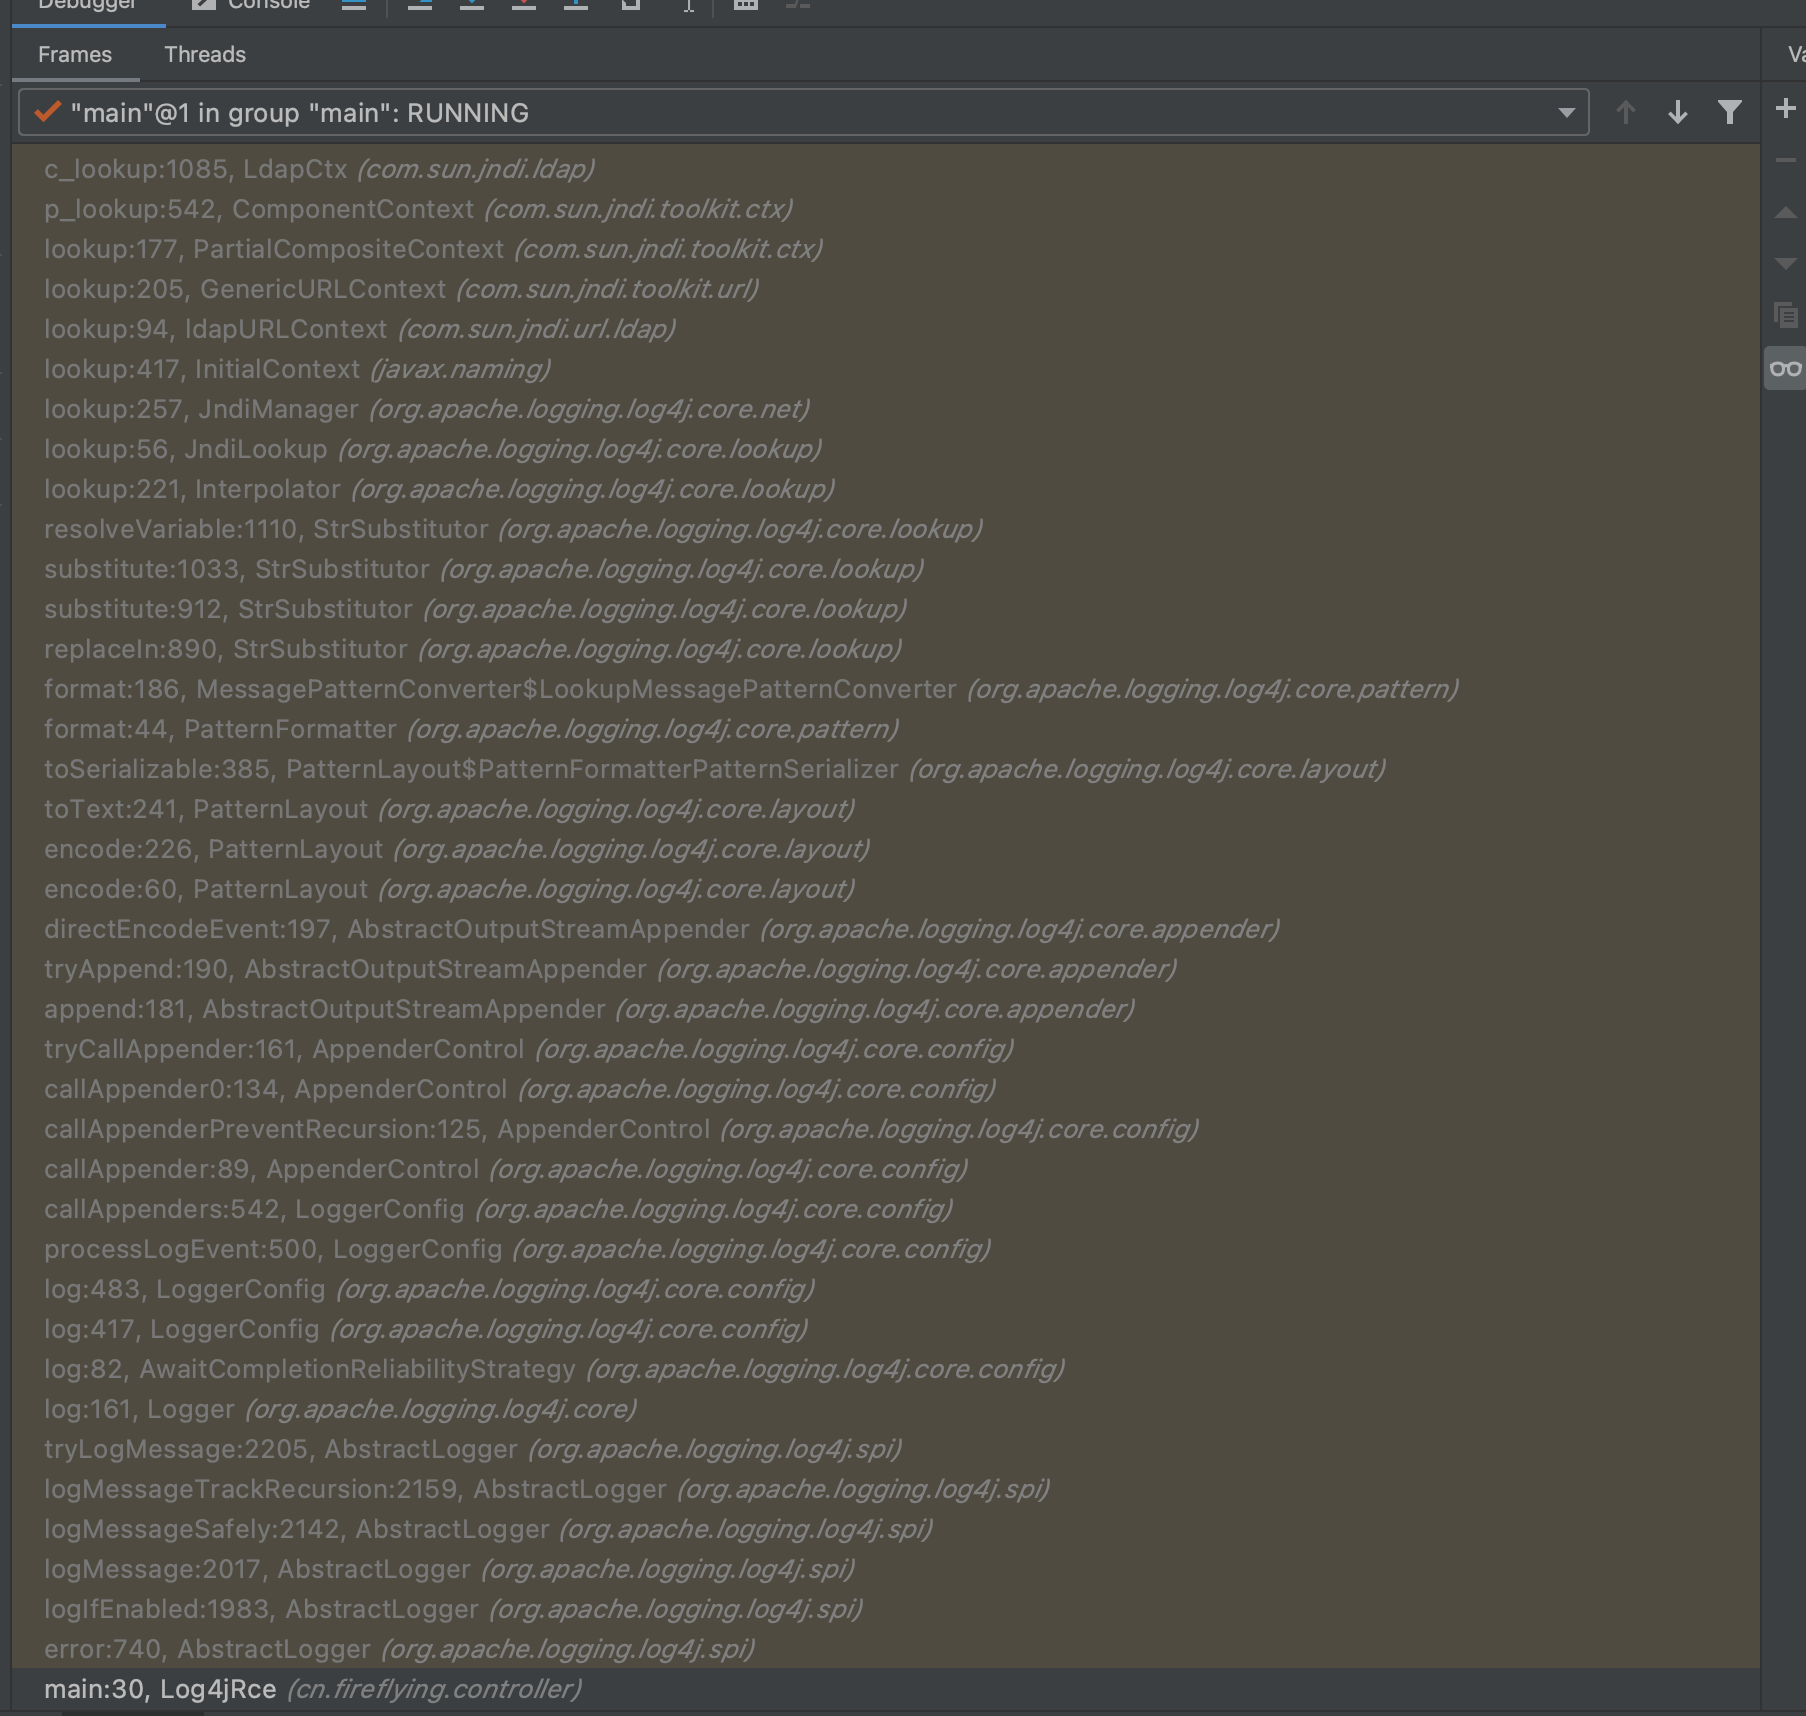 Debugger Console
Frames Threads Va
"main"@1 in group "main": RUNNING
c_lookup:1085, LdapCtx (com.sun.jndi.ldap)
p_lookup:542, ComponentContext (com.sun.jndi.toolkit.ctx)
lookup:177, PartialCompositeContext (com.sun.jndi.toolkit.ctx)
lookup:205, GenericURLContext (com.sun.jndi.toolkit.url)
lookup:94, ldapURLContext (com.sun.jndi.url.ldap)
lookup:417, InitialContext (javax.naming)
lookup:257, JndiManager (org.apache.logging.log4j.core.net)
lookup:56, JndiLookup (org.apache.logging.log4j.core.lookup)
lookup:221, Interpolator (org.apache.logging.log4j.core.lookup)
resolveVariable:1110, StrSubstitutor (org.apache.logging.log4j.core.lookup)
substitute:1033, StrSubstitutor (org.apache.logging.log4j.core.lookup)
substitute:912, StrSubstitutor (org.apache.logging.log4j.core.lookup)
replaceIn:890, StrSubstitutor (org.apache.logging.log4j.core.lookup)
format:186, MessagePatternConverter$LookupMessagePatternConverter (org.apache.logging.log4j.core.pattern)
format:44, PatternFormatter (org.apache.logging.log4j.core.pattern)
toSerializable:385, PatternLayout$PatternFormatterPatternSerializer (org.apache.logging.log4j.core.layout)
toText:241, PatternLayout (org.apache.logging.log4j.core.layout)
encode:226, PatternLayout (org.apache.logging.log4j.core.layout)
encode:60, PatternLayout (org.apache.logging.log4j.core.layout)
directEncodeEvent:197, AbstractOutputStreamAppender (org.apache.logging.log4j.core.appender)
tryAppend:190, AbstractOutputStreamAppender (org.apache.logging.log4j.core.appender)
append:181, AbstractOutputStreamAppender (org.apache.logging.log4j.core.appender)
tryCallAppender:161, AppenderControl (org.apache.logging.log4j.core.config)
callAppender0:134, AppenderControl (org.apache.logging.log4j.core.config)
callAppenderPreventRecursion:125, AppenderControl (org.apache.logging.log4j.core.config)
callAppender:89, AppenderControl (org.apache.logging.log4j.core.config)
callAppenders:542, LoggerConfig (org.apache.logging.log4j.core.config)
processLogEvent:500, LoggerConfig (org.apache.logging.log4j.core.config)
log:483, LoggerConfig (org.apache.logging.log4j.core.config)
log:417, LoggerConfig (org.apache.logging.log4j.core.config)
log:82, AwaitCompletionReliabilityStrategy (org.apache.logging.log4j.core.config)
log:161, Logger (org.apache.logging.log4j.core)
tryLogMessage:2205, AbstractLogger (org.apache.logging.log4j.spi)
logMessageTrackRecursion:2159, AbstractLogger (org.apache.logging.log4j.spi)
logMessageSafely:2142, AbstractLogger (org.apache.logging.log4j.spi)
logMessage:2017, AbstractLogger (org.apache.logging.log4j.spi)
logIfEnabled:1983, AbstractLogger (org.apache.logging.log4j.spi)
error:740, AbstractLogger (org.apache.logging.log4j.spi)
main:30, Log4jRce (cn.fireflying.controller)